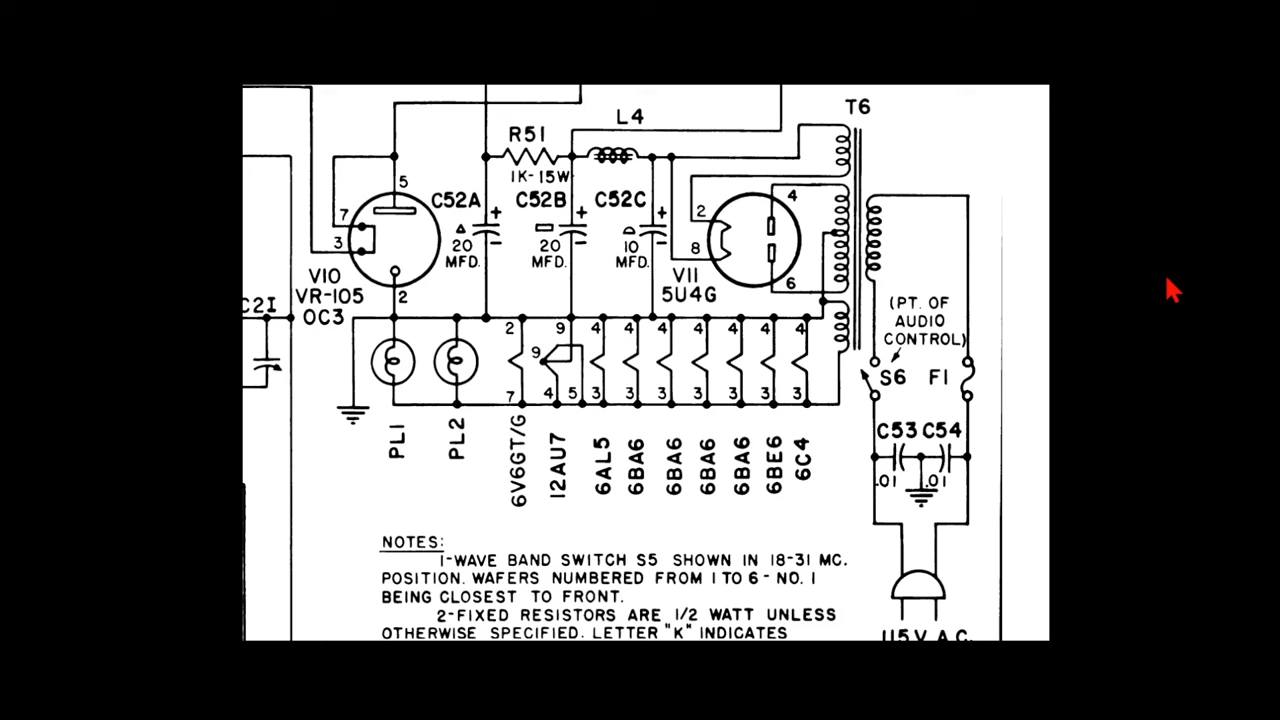 T6
L4
R51
1K-15W
5
C52A
C52B
C52C
4
7
+
+
+
2
3
20
MFD.
-
20
MFD.
-
10
MFD.
-
8
V10
VR-105
OC3
V11
5U4G
6
2
C21
(PT. OF
AUDIO
CONTROL)
2
9
4
4
4
4
4
4
4
9
S6
F1
7
4
5
3
3
3
3
3
3
3
PL1
PL2
6V6GT/G
12AU7
6AL5
6BA6
6BA6
6BA6
6BA6
6BE6
6C4
C53
C54
.01
.01
NOTES:
1-WAVE BAND SWITCH S5 SHOWN IN 18-31 MC.
POSITION. WAFERS NUMBERED FROM 1 TO 6 - NO. 1
BEING CLOSEST TO FRONT.
2-FIXED RESISTORS ARE 1/2 WATT UNLESS
OTHERWISE SPECIFIED. LETTER "K" INDICATES
115 V A.C.